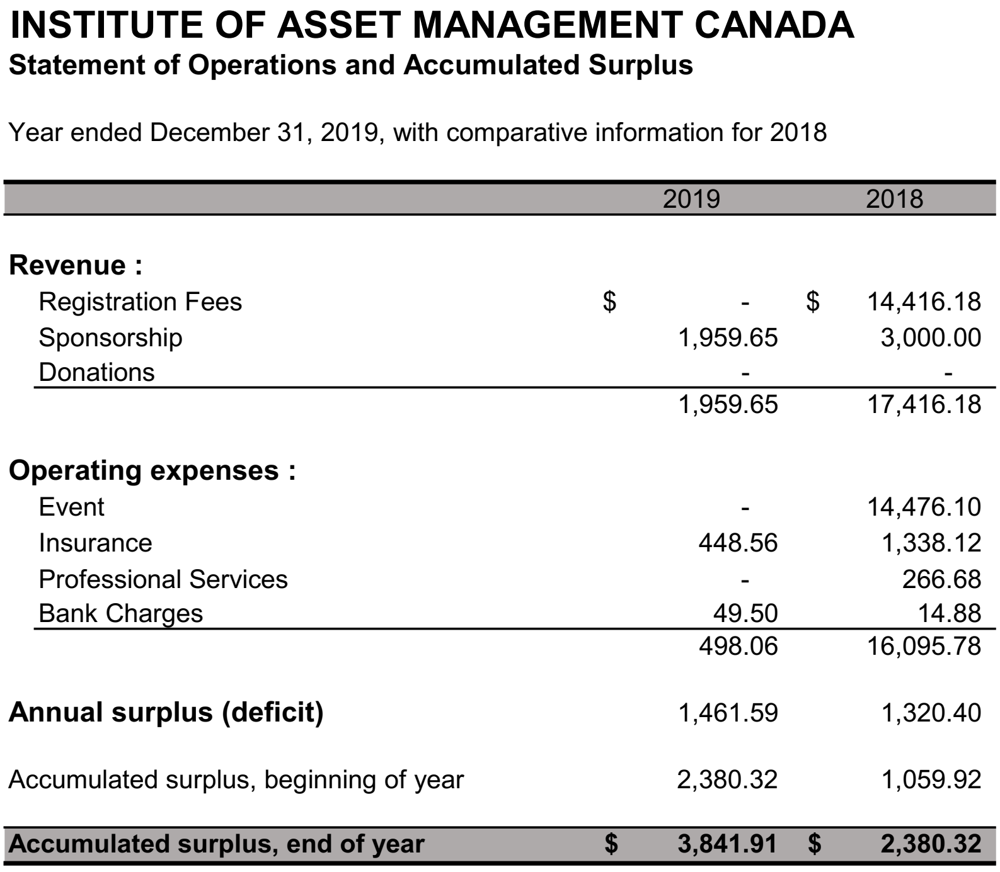 INSTITUTE OF ASSET MANAGEMENT CANADA
Statement of Operations and Accumulated Surplus
Year ended December 31, 2019, with comparative information for 2018
2019 2018
Revenue :
Registration Fees $ - $ 14,416.18
Sponsorship 1,959.65 3,000.00
Donations - -
1,959.65 17,416.18
Operating expenses :
Event - 14,476.10
Insurance 448.56 1,338.12
Professional Services - 266.68
Bank Charges 49.50 14.88
498.06 16,095.78
Annual surplus (deficit) 1,461.59 1,320.40
Accumulated surplus, beginning of year 2,380.32 1,059.92
Accumulated surplus, end of year $ 3,841.91 $ 2,380.32